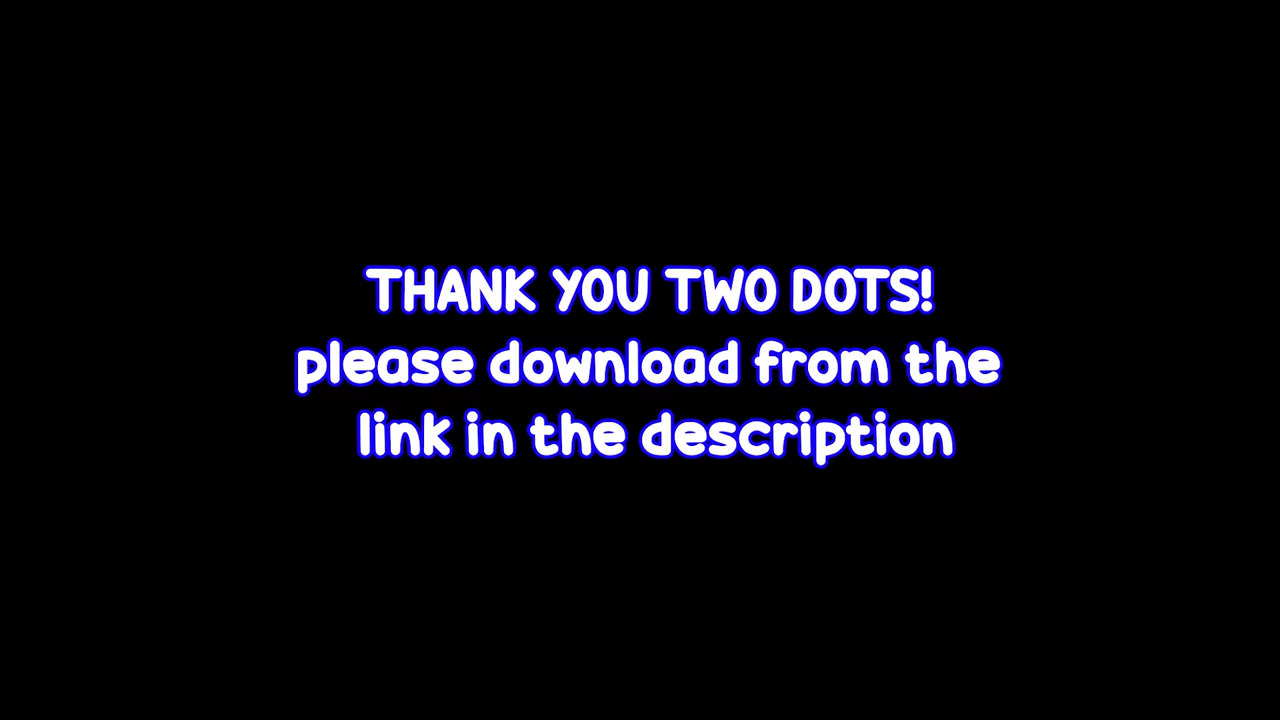 THANK YOU TWO DOTS!
please download from the
link in the description